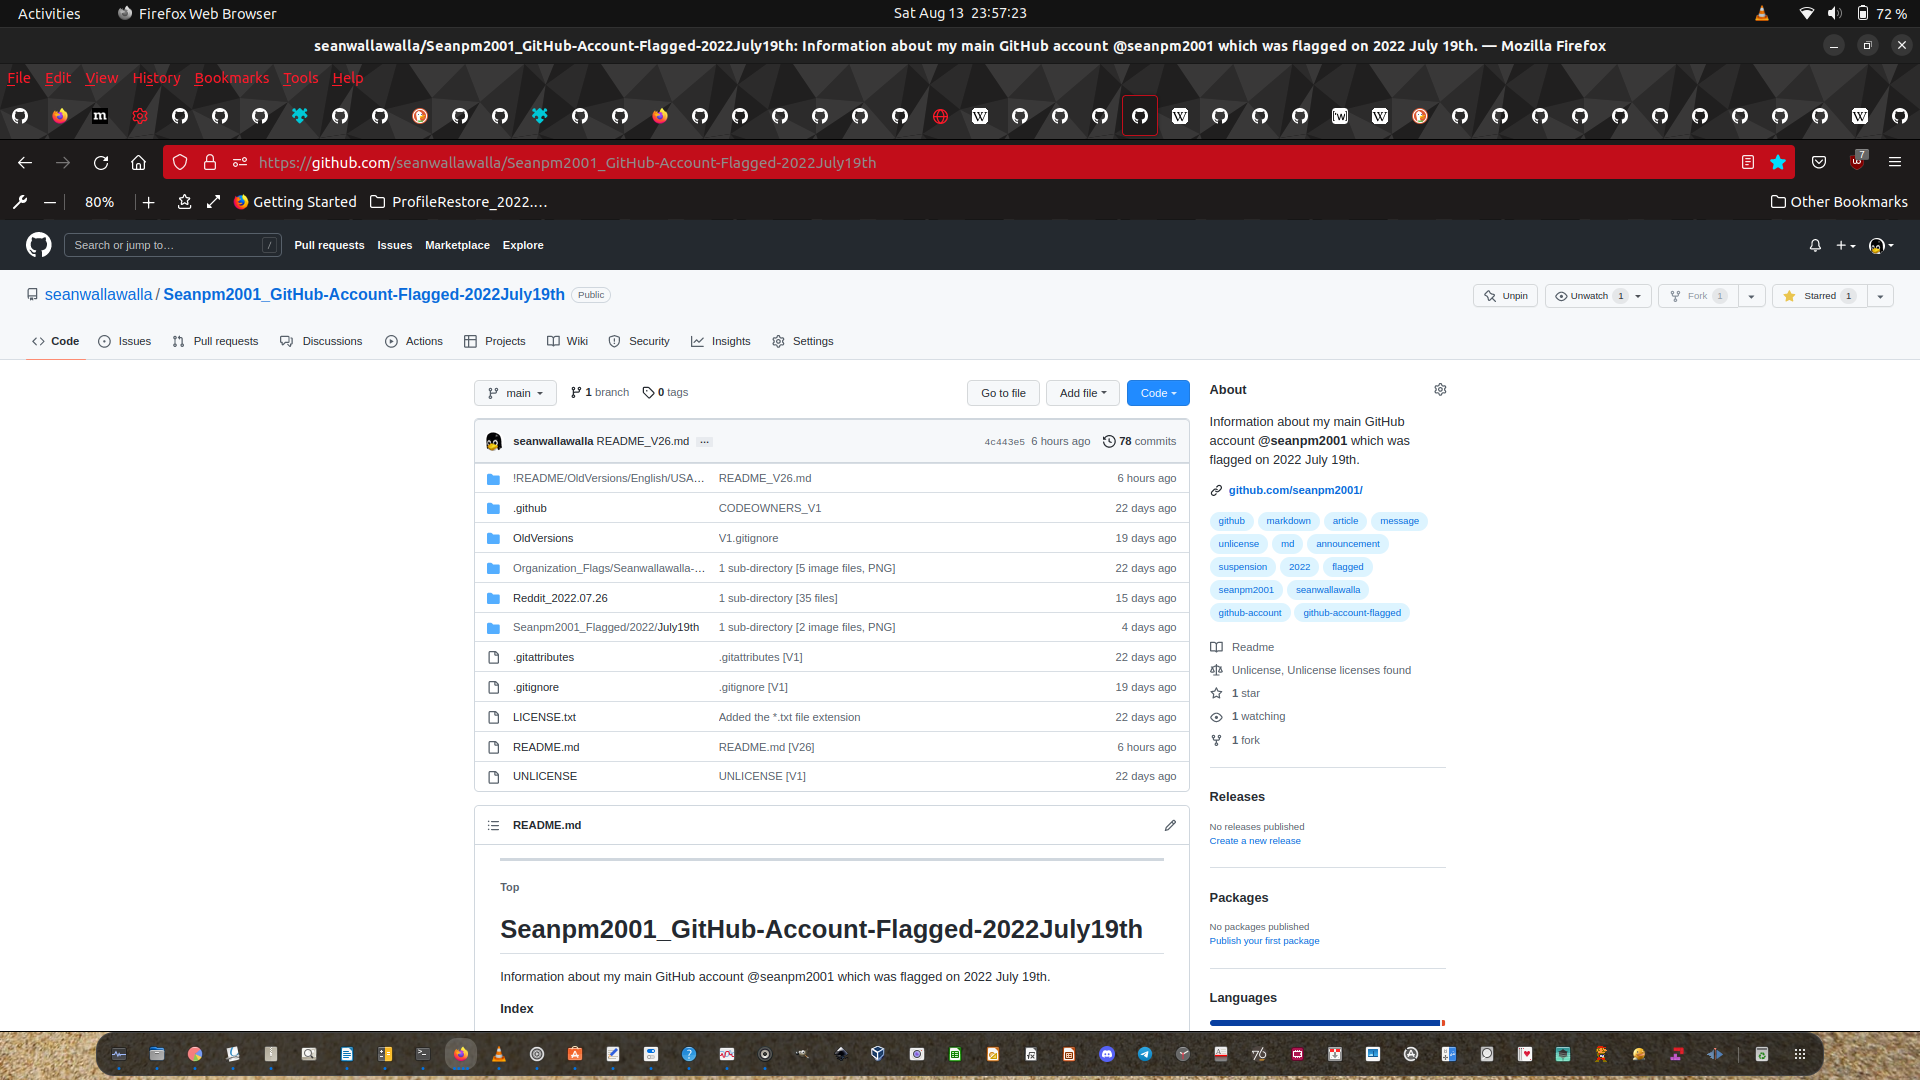 Activities Firefox Web Browser Sat Aug 13 23:57:23 72 %
seanwallawalla/Seanpm2001_GitHub-Account-Flagged-2022July19th: Information about my main GitHub account @seanpm2001 which was flagged on 2022 July 19th. — Mozilla Firefox
File Edit View History Bookmarks Tools Help
https://github.com/seanwallawalla/Seanpm2001_GitHub-Account-Flagged-2022July19th 7
80% Getting Started ProfileRestore_2022.... Other Bookmarks
Search or jump to... / Pull requests Issues Marketplace Explore
seanwallawalla / Seanpm2001_GitHub-Account-Flagged-2022July19th Public Unpin Unwatch 1 Fork 1 Starred 1
Code Issues Pull requests Discussions Actions Projects Wiki Security Insights Settings
main 1 branch 0 tags Go to file Add file Code
seanwallawalla README_V26.md ... 4c443e5 6 hours ago 78 commits
!README/OldVersions/English/USA... README_V26.md 6 hours ago
.github CODEOWNERS_V1 22 days ago
OldVersions V1.gitignore 19 days ago
Organization_Flags/Seanwallawalla-... 1 sub-directory [5 image files, PNG] 22 days ago
Reddit_2022.07.26 1 sub-directory [35 files] 15 days ago
Seanpm2001_Flagged/2022/July19th 1 sub-directory [2 image files, PNG] 4 days ago
.gitattributes .gitattributes [V1] 22 days ago
.gitignore .gitignore [V1] 19 days ago
LICENSE.txt Added the *.txt file extension 22 days ago
README.md README.md [V26] 6 hours ago
UNLICENSE UNLICENSE [V1] 22 days ago
README.md
Top
Seanpm2001_GitHub-Account-Flagged-2022July19th
Information about my main GitHub account @seanpm2001 which was flagged on 2022 July 19th.
Index
About
Information about my main GitHub
account @seanpm2001 which was
flagged on 2022 July 19th.
github.com/seanpm2001/
github markdown article message
unlicense md announcement
suspension 2022 flagged
seanpm2001 seanwallawalla
github-account github-account-flagged
Readme
Unlicense, Unlicense licenses found
1 star
1 watching
1 fork
Releases
No releases published
Create a new release
Packages
No packages published
Publish your first package
Languages